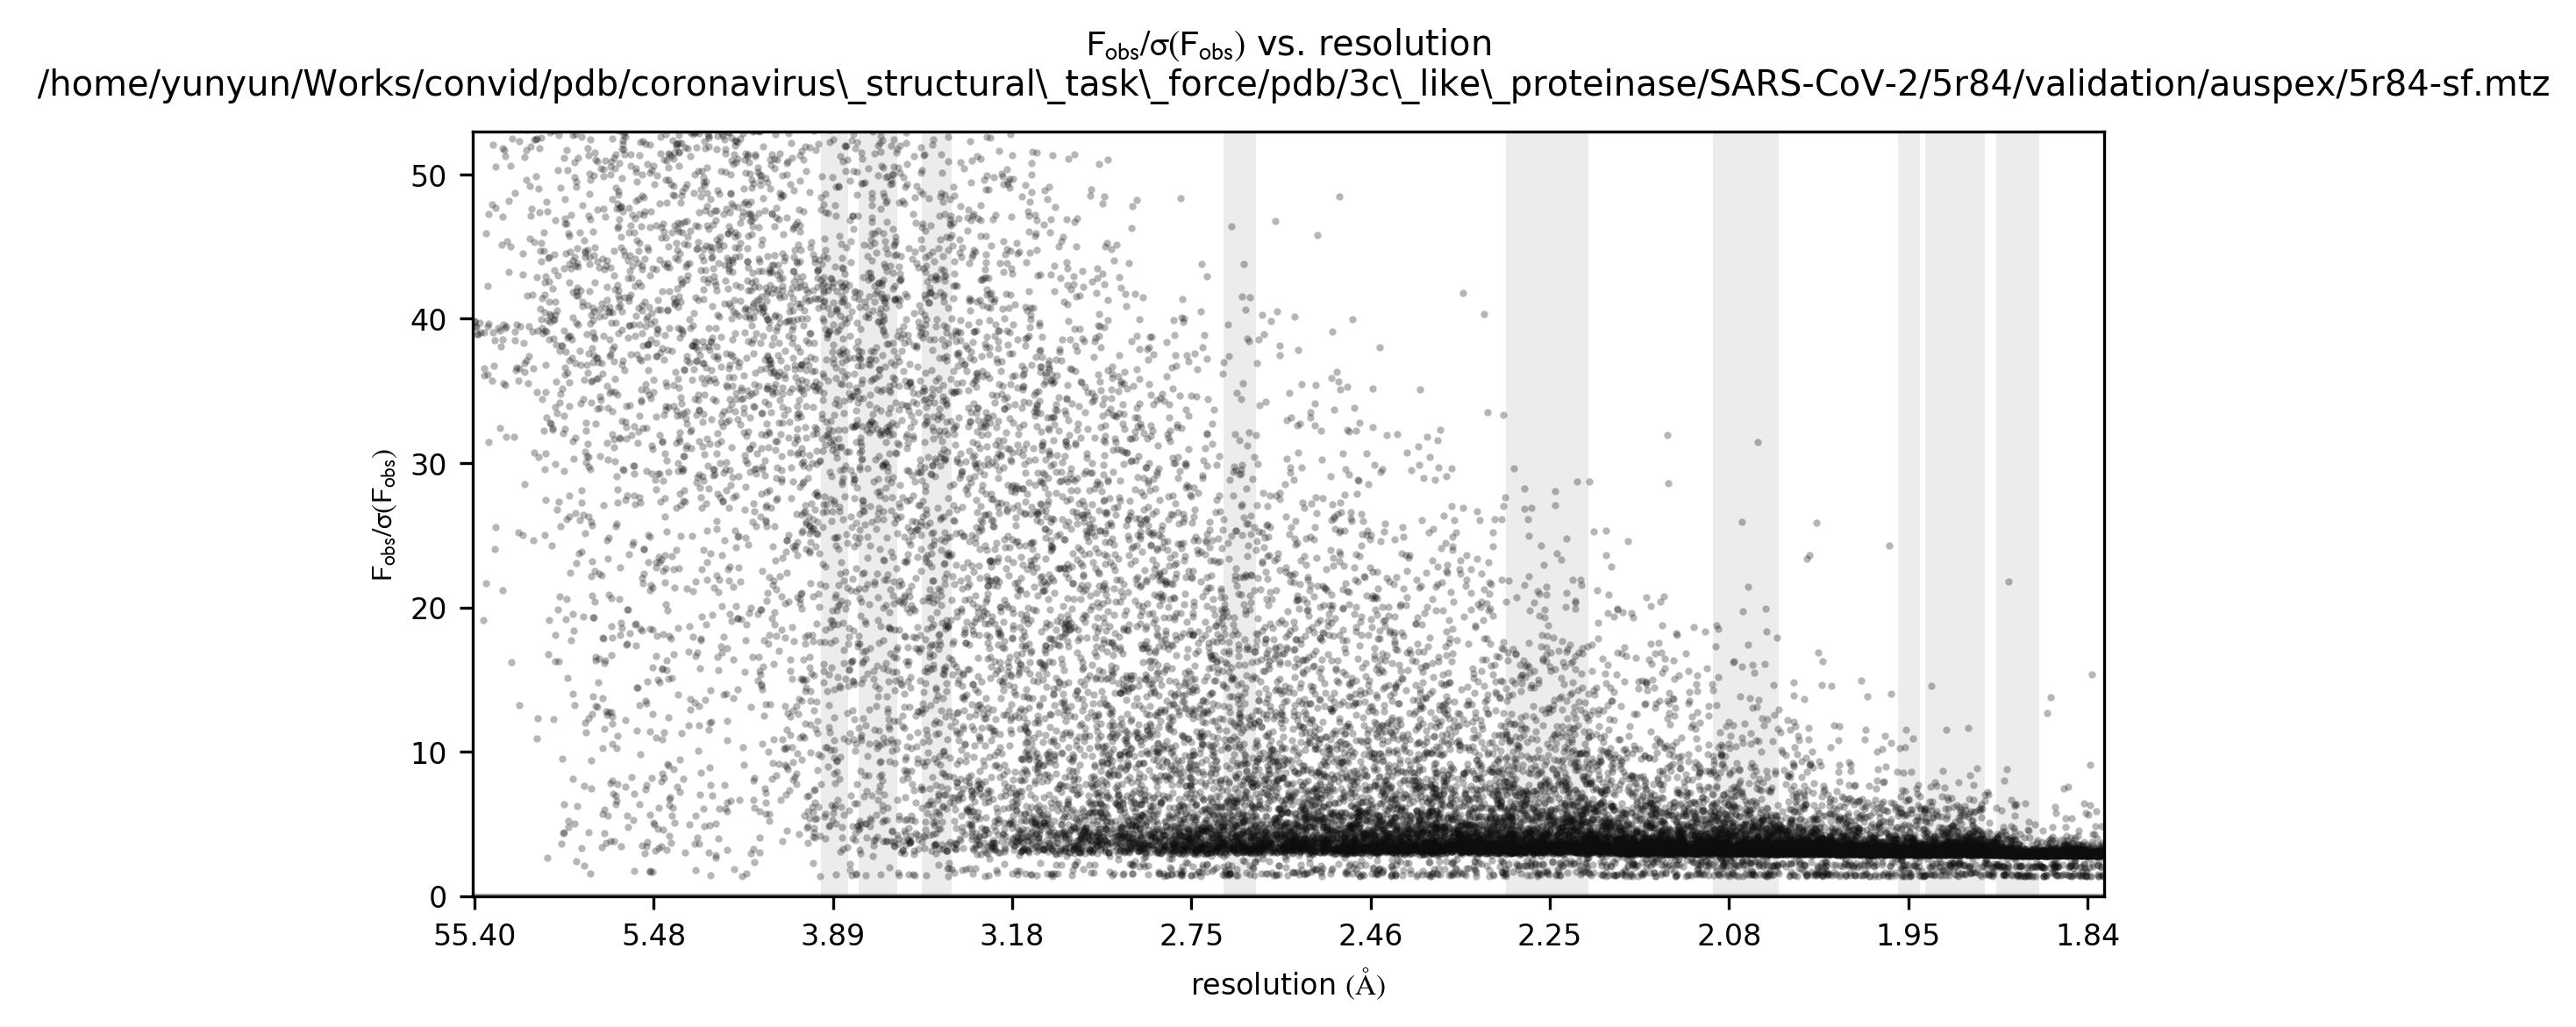 Fobs/σ(Fobs) vs. resolution
/home/yunyun/Works/convid/pdb/coronavirus\_structural\_task\_force/pdb/3c\_like\_proteinase/SARS-CoV-2/5r84/validation/auspex/5r84-sf.mtz
Fobs/σ(Fobs)
50
40
30
20
10
0
55.40 5.48 3.89 3.18 2.75 2.46 2.25 2.08 1.95 1.84
resolution (Å)